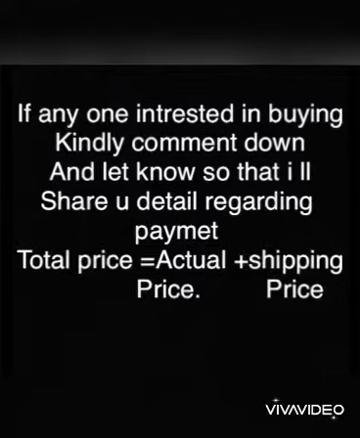 If any one intrested in buying
Kindly comment down
And let know so that i ll
Share u detail regarding
paymet
Total price =Actual +shipping
Price. Price
VIVAVIDEO